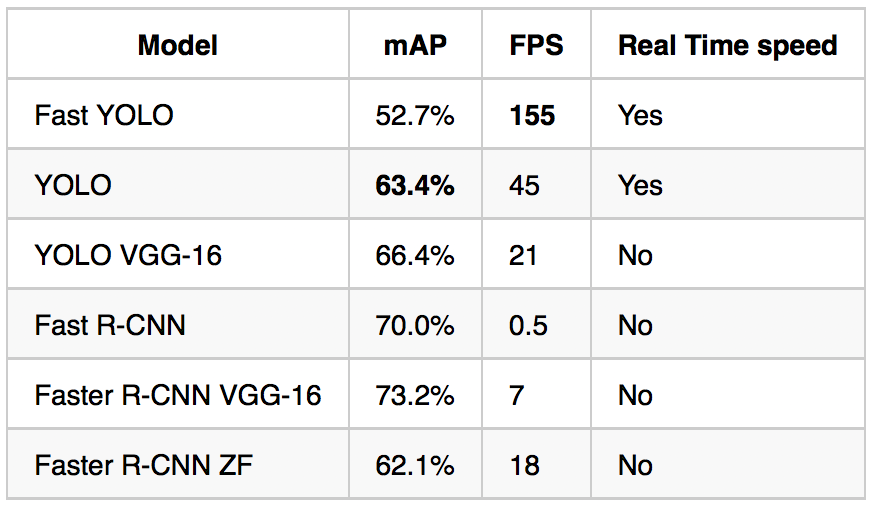 Model mAP FPS Real Time speed
Fast YOLO 52.7% 155 Yes
YOLO 63.4% 45 Yes
YOLO VGG-16 66.4% 21 No
Fast R-CNN 70.0% 0.5 No
Faster R-CNN VGG-16 73.2% 7 No
Faster R-CNN ZF 62.1% 18 No